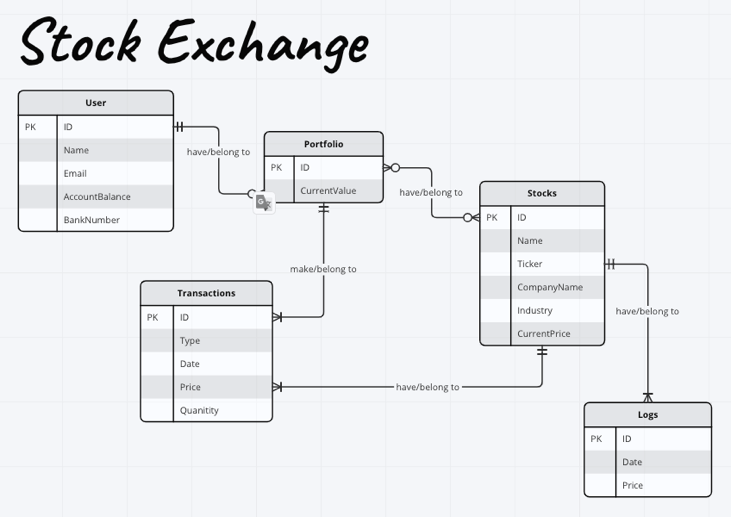 Stock Exchange
User
PK ID
Name
Email
AccountBalance
BankNumber
have/belong to
Portfolio
PK ID
CurrentValue
have/belong to
Stocks
PK ID
Name
Ticker
CompanyName
Industry
CurrentPrice
make/belong to
Transactions
PK ID
Type
Date
Price
Quanitity
have/belong to
have/belong to
Logs
PK ID
Date
Price